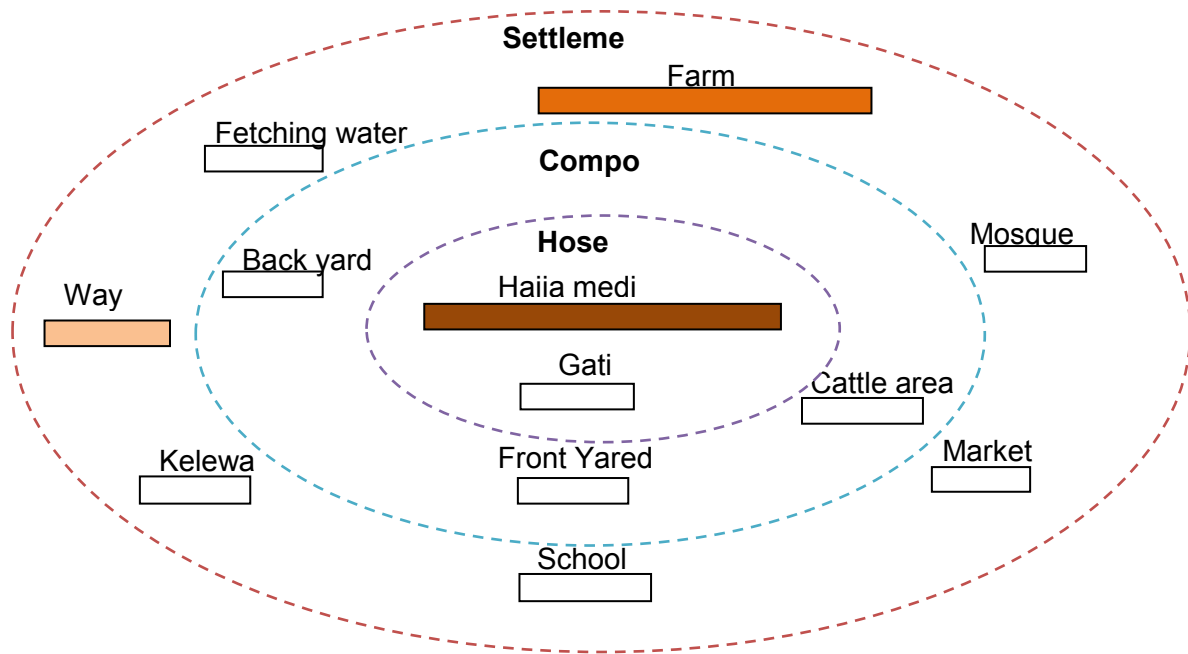 Settleme
Farm
Fetching water
Compo
Mosque
Hose
Back yard
Haiia medi
Way
Gati
Cattle area
Kelewa
Front Yared
Market
School